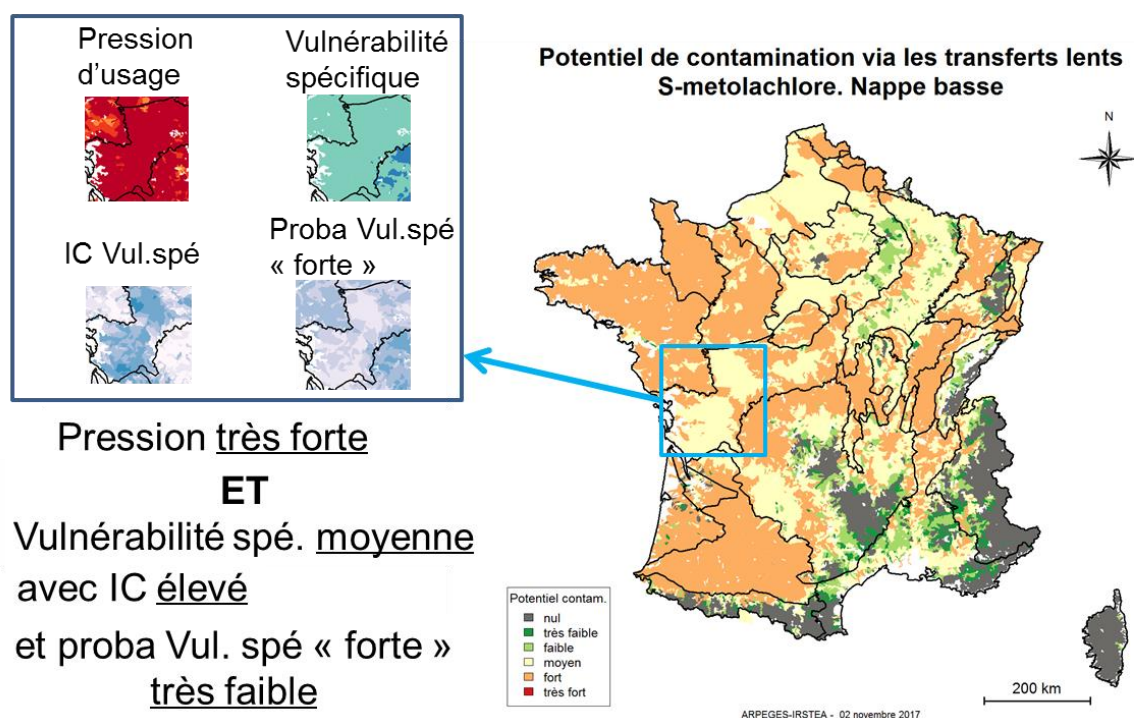 Pression
d'usage
Vulnérabilité
spécifique
IC Vul.spé
Proba Vul.spé
« forte »
Pression très forte
ET
Vulnérabilité spé. moyenne
avec IC élevé
et proba Vul. spé « forte »
très faible
Potentiel de contamination via les transferts lents
S-metolachlore. Nappe basse
N
Potentiel contam.
nul
très faible
faible
moyen
fort
très fort
200 km
ARPEGES-IRSTEA - 02 novembre 2017